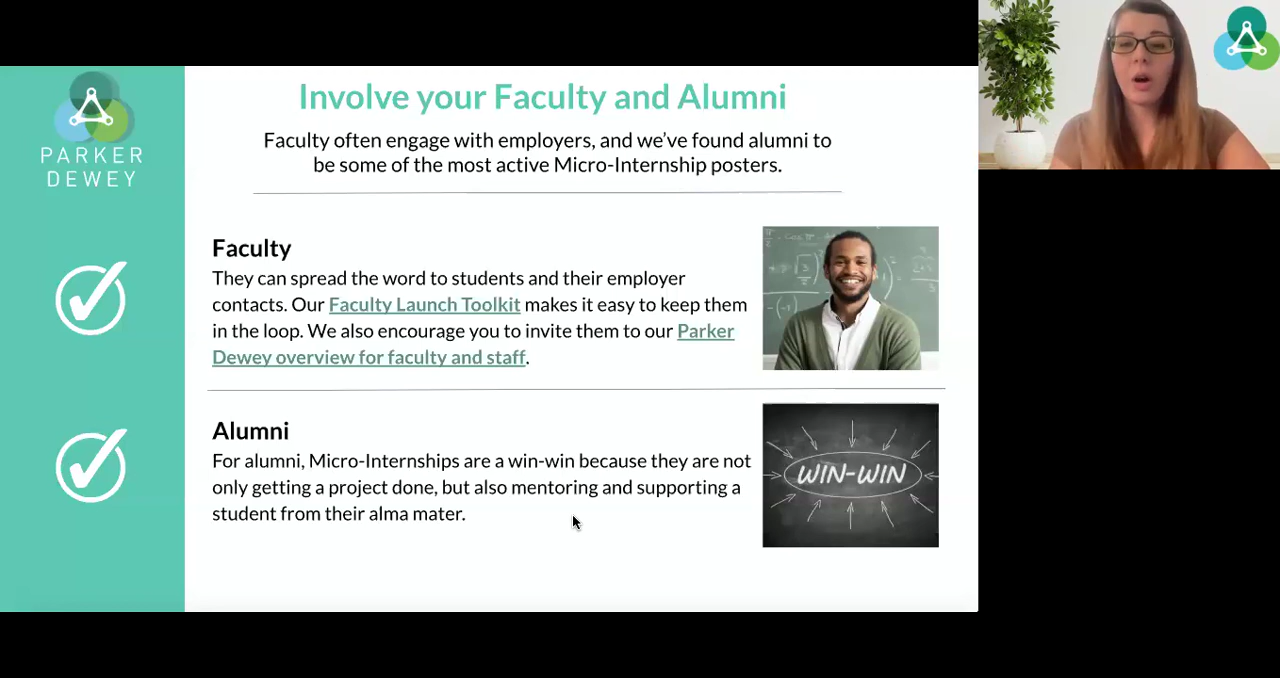 PARKER
DEWEY
Involve your Faculty and Alumni
Faculty often engage with employers, and we’ve found alumni to
be some of the most active Micro-Internship posters.
Faculty
They can spread the word to students and their employer
contacts. Our Faculty Launch Toolkit makes it easy to keep them
in the loop. We also encourage you to invite them to our Parker
Dewey overview for faculty and staff.
Alumni
For alumni, Micro-Internships are a win-win because they are not
only getting a project done, but also mentoring and supporting a
student from their alma mater.
WIN-WIN